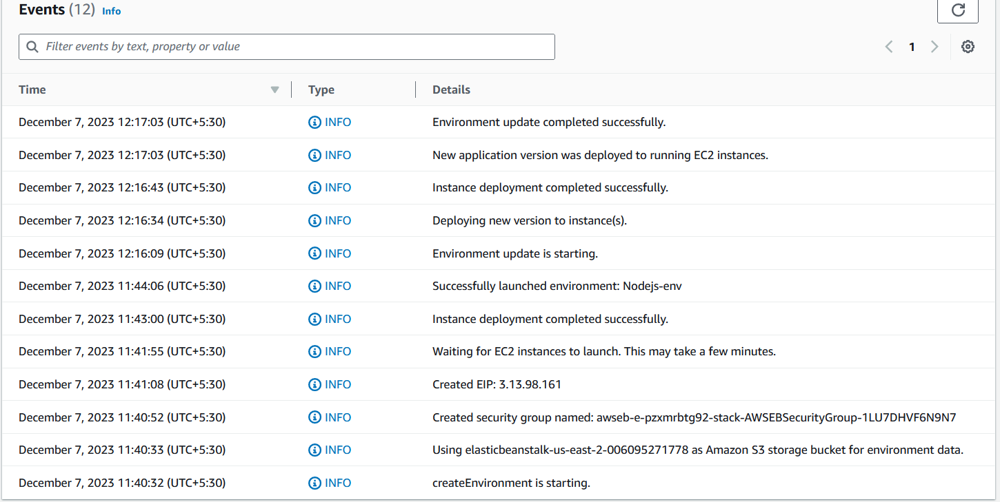 Events (12) Info
Filter events by text, property or value
1
Time Type Details
December 7, 2023 12:17:03 (UTC+5:30) INFO Environment update completed successfully.
December 7, 2023 12:17:03 (UTC+5:30) INFO New application version was deployed to running EC2 instances.
December 7, 2023 12:16:43 (UTC+5:30) INFO Instance deployment completed successfully.
December 7, 2023 12:16:34 (UTC+5:30) INFO Deploying new version to instance(s).
December 7, 2023 12:16:09 (UTC+5:30) INFO Environment update is starting.
December 7, 2023 11:44:06 (UTC+5:30) INFO Successfully launched environment: Nodejs-env
December 7, 2023 11:43:00 (UTC+5:30) INFO Instance deployment completed successfully.
December 7, 2023 11:41:55 (UTC+5:30) INFO Waiting for EC2 instances to launch. This may take a few minutes.
December 7, 2023 11:41:08 (UTC+5:30) INFO Created EIP: 3.13.98.161
December 7, 2023 11:40:52 (UTC+5:30) INFO Created security group named: awseb-e-pzxmrbtg92-stack-AWSEBSecurityGroup-1LU7DHVF6N9N7
December 7, 2023 11:40:33 (UTC+5:30) INFO Using elasticbeanstalk-us-east-2-006095271778 as Amazon S3 storage bucket for environment data.
December 7, 2023 11:40:32 (UTC+5:30) INFO createEnvironment is starting.